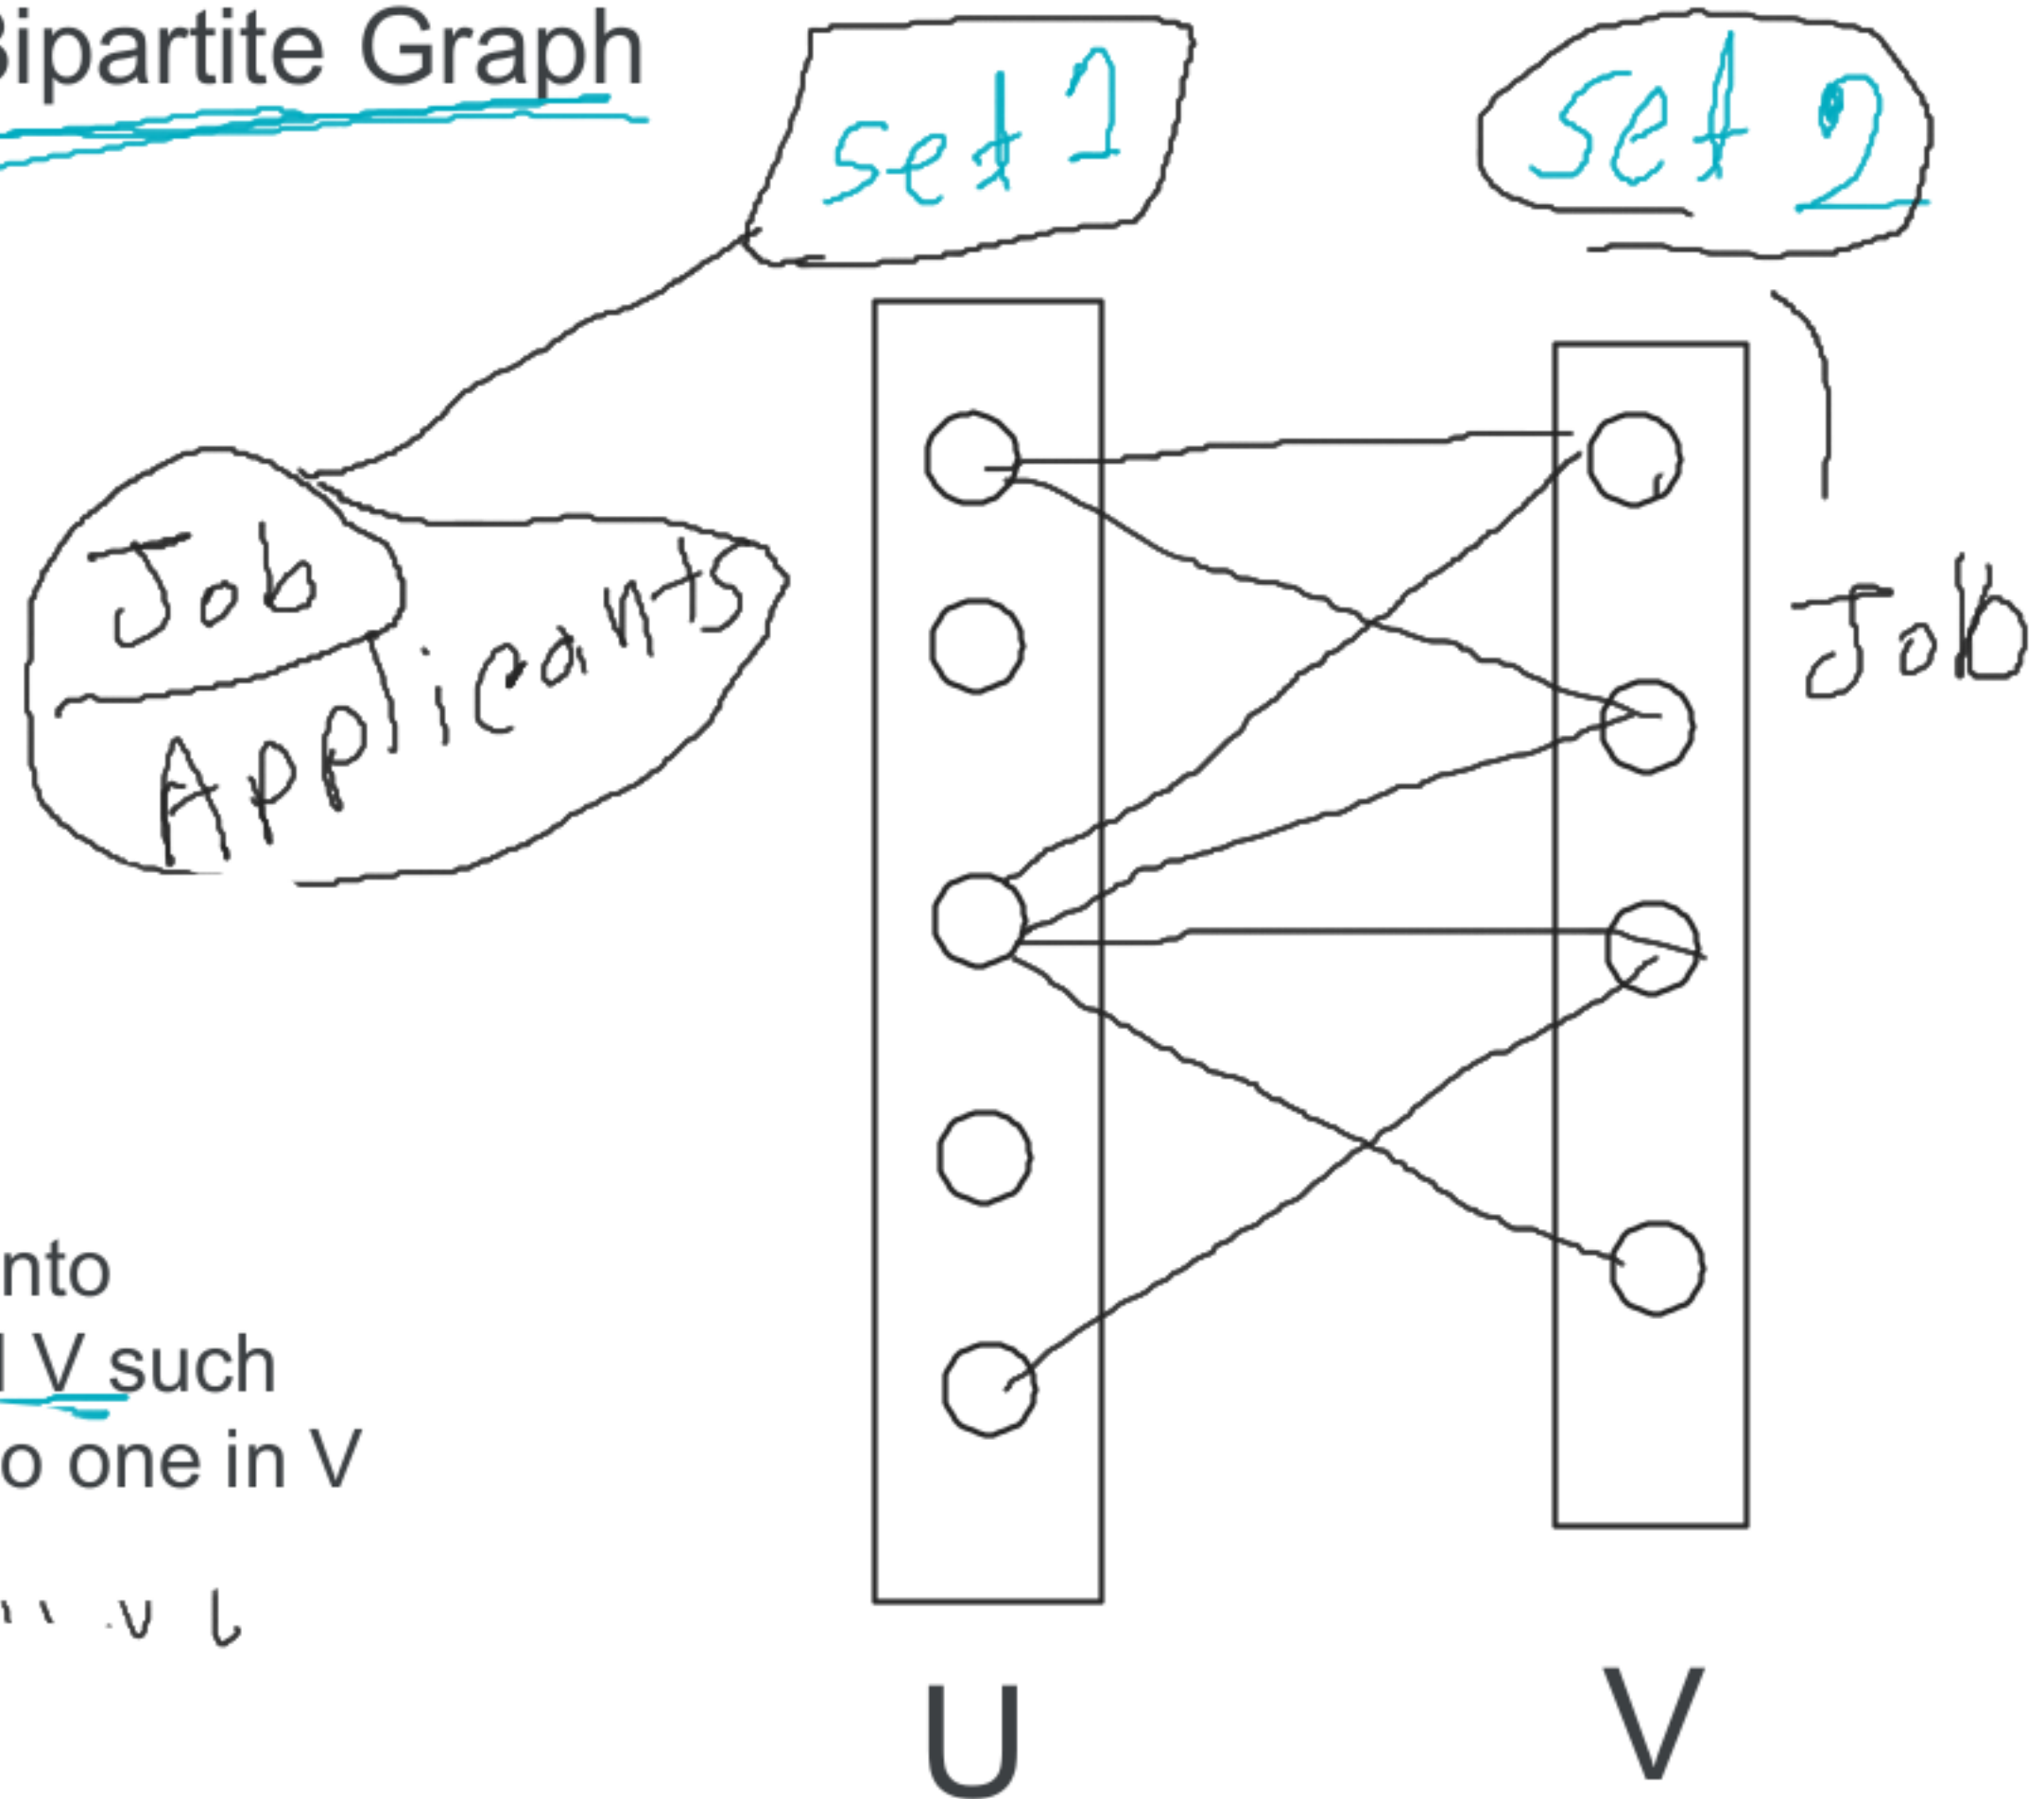 Bipartite Graph
set 1
set 2
Job
Applicants
Job
nto
V such
o one in V
U
V